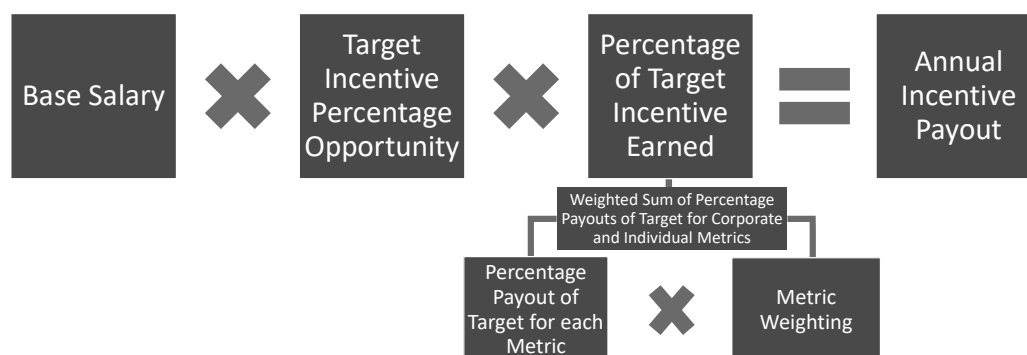 Base Salary
Target
Incentive
Percentage
Opportunity
Percentage
of Target
Incentive
Earned
Annual
Incentive
Payout
Weighted Sum of Percentage
Payouts of Target for Corporate
and Individual Metrics
Percentage
Payout of
Target for each
Metric
Metric
Weighting